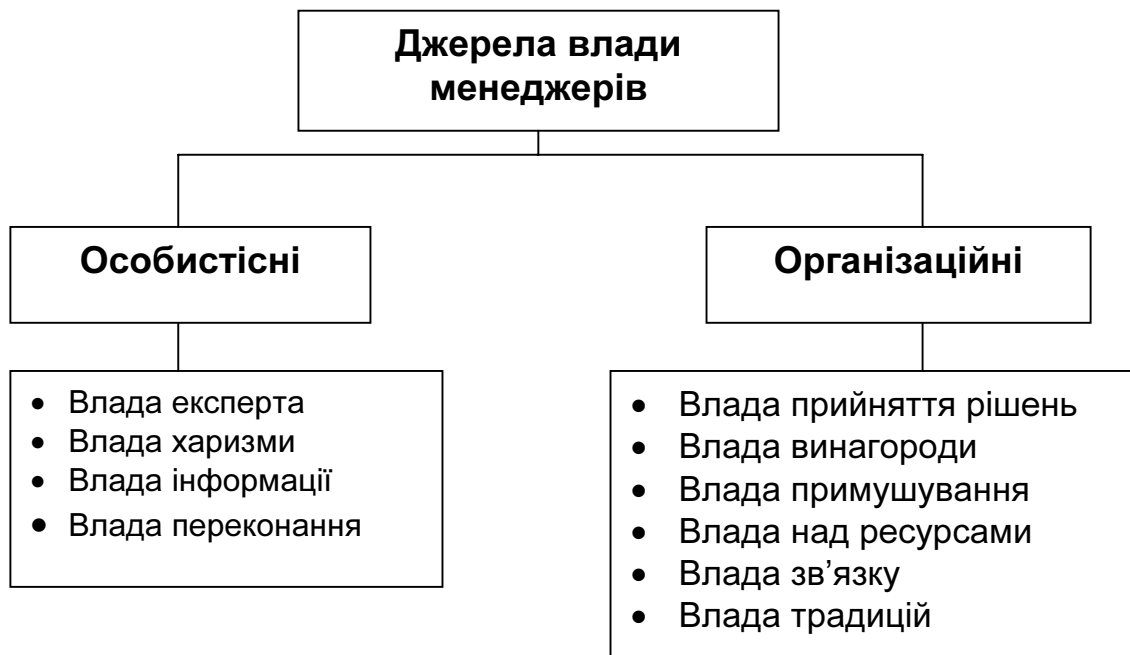 Джерела влади
менеджерів
Особистісні
Організаційні
• Влада експерта
• Влада харизми
• Влада інформації
• Влада переконання
• Влада прийняття рішень
• Влада винагороди
• Влада примушування
• Влада над ресурсами
• Влада зв’язку
• Влада традицій